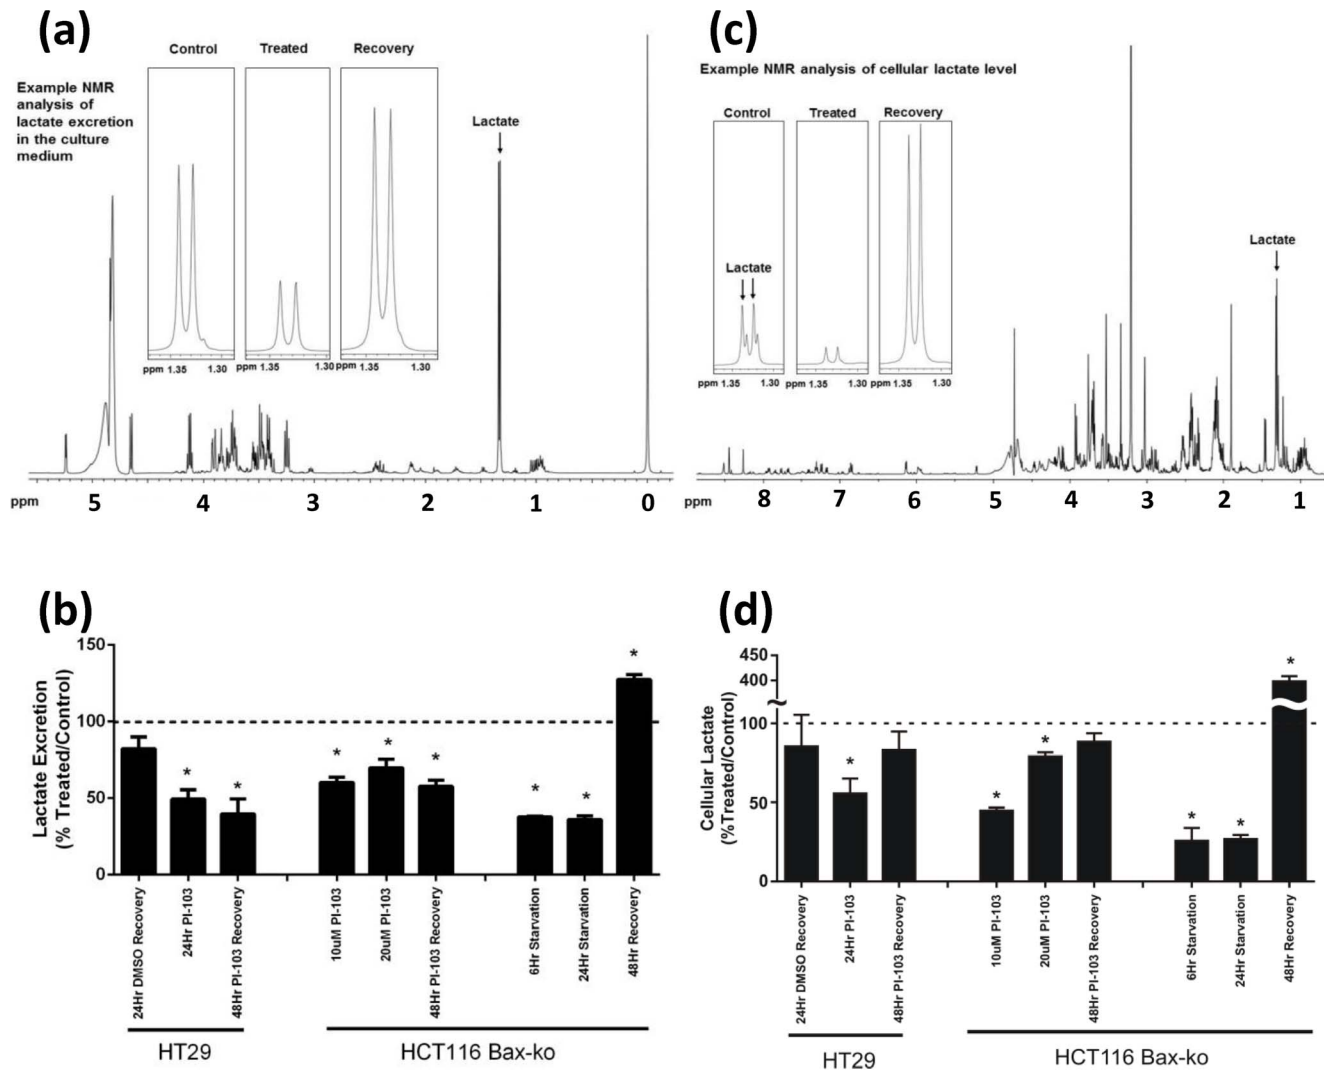 (a)
Control Treated Recovery
Example NMR
analysis of
lactate excretion
in the culture
medium
Lactate
ppm 1.35 1.30
1.35 1.30
ppm 1.35 1.30
ppm 5 4 3 2 1 0
(c)
Example NMR analysis of cellular lactate level
Control Treated Recovery
Lactate
Lactate
ppm 1.35 1.30
ppm 1.35 1.30
ppm 1.35 1.30
ppm 8 7 6 5 4 3 2 1
(b)
Lactate Excretion
(% Treated/Control)
150
100
50
0
* * * * * * * *
24Hr DMSO Recovery
24Hr PI-103
48Hr PI-103 Recovery
10uM PI-103
20uM PI-103
48Hr PI-103 Recovery
6Hr Starvation
24Hr Starvation
48Hr Recovery
HT29
HCT116 Bax-ko
(d)
Cellular Lactate
(%Treated/Control)
450
400
100
50
0
* * * * * *
24Hr DMSO Recovery
24Hr PI-103
48Hr PI-103 Recovery
10uM PI-103
20uM PI-103
48Hr PI-103 Recovery
6Hr Starvation
24Hr Starvation
48Hr Recovery
HT29
HCT116 Bax-ko